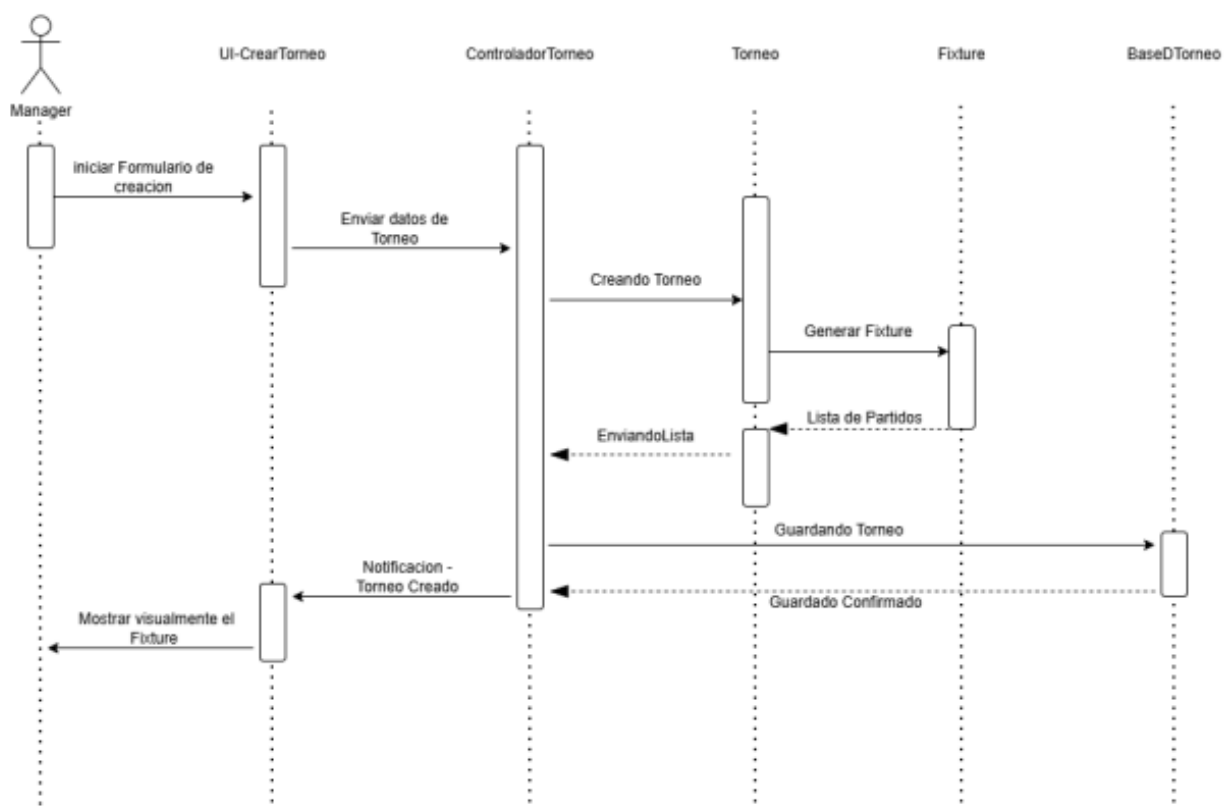 UI-CrearTorneo
ControladorTorneo
Torneo
Fixture
BaseDTorneo
Manager
iniciar Formulario de
creacion
Enviar datos de
Torneo
Creando Torneo
Generar Fixture
Lista de Partidos
EnviandoLista
Guardando Torneo
Notificacion -
Torneo Creado
Guardado Confirmado
Mostrar visualmente el
Fixture